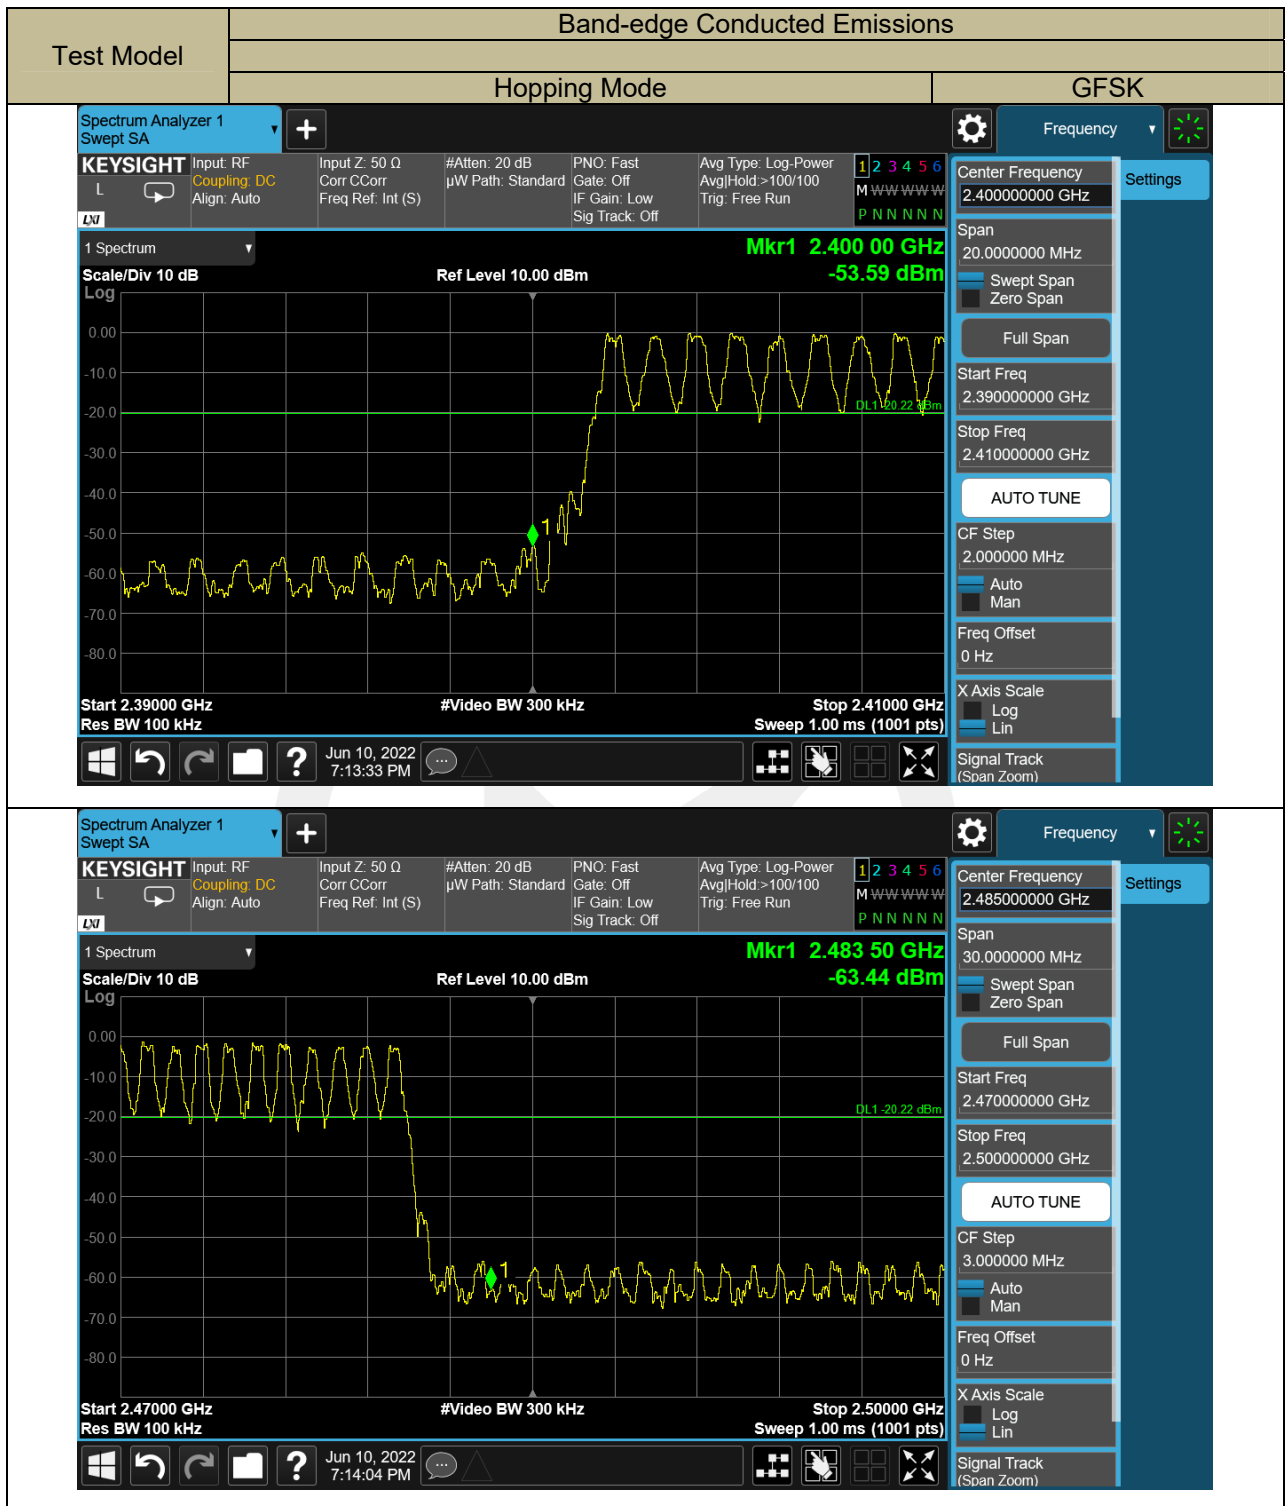 Band-edge Conducted Emissions
Test Model
Hopping Mode
GFSK
Spectrum Analyzer 1
Swept SA
Frequency
KEYSIGHT
L
LXI
Input: RF
Coupling: DC
Align: Auto
Input Z: 50 Ω
Corr CCorr
Freq Ref: Int (S)
#Atten: 20 dB
µW Path: Standard
PNO: Fast
Gate: Off
IF Gain: Low
Sig Track: Off
Avg Type: Log-Power
Avg|Hold:>100/100
Trig: Free Run
1 2 3 4 5 6
M W W W W W
P N N N N N
Center Frequency
2.400000000 GHz
Settings
Span
20.0000000 MHz
Swept Span
Zero Span
Full Span
Start Freq
2.390000000 GHz
Stop Freq
2.410000000 GHz
AUTO TUNE
CF Step
2.000000 MHz
Auto
Man
Freq Offset
0 Hz
X Axis Scale
Log
Lin
Signal Track
(Span Zoom)
1 Spectrum
Mkr1 2.400 00 GHz
Scale/Div 10 dB
Ref Level 10.00 dBm
-53.59 dBm
Log
0.00
-10.0
DL1 -20.22 dBm
-20.0
-30.0
-40.0
1
-50.0
-60.0
-70.0
-80.0
Start 2.39000 GHz
#Video BW 300 kHz
Stop 2.41000 GHz
Res BW 100 kHz
Sweep 1.00 ms (1001 pts)
?
Jun 10, 2022
7:13:33 PM
Spectrum Analyzer 1
Swept SA
Frequency
KEYSIGHT
L
LXI
Input: RF
Coupling: DC
Align: Auto
Input Z: 50 Ω
Corr CCorr
Freq Ref: Int (S)
#Atten: 20 dB
µW Path: Standard
PNO: Fast
Gate: Off
IF Gain: Low
Sig Track: Off
Avg Type: Log-Power
Avg|Hold:>100/100
Trig: Free Run
1 2 3 4 5 6
M W W W W W
P N N N N N
Center Frequency
2.485000000 GHz
Settings
Span
30.0000000 MHz
Swept Span
Zero Span
Full Span
Start Freq
2.470000000 GHz
Stop Freq
2.500000000 GHz
AUTO TUNE
CF Step
3.000000 MHz
Auto
Man
Freq Offset
0 Hz
X Axis Scale
Log
Lin
Signal Track
(Span Zoom)
1 Spectrum
Mkr1 2.483 50 GHz
Scale/Div 10 dB
Ref Level 10.00 dBm
-63.44 dBm
Log
0.00
-10.0
DL1 -20.22 dBm
-20.0
-30.0
-40.0
-50.0
1
-60.0
-70.0
-80.0
Start 2.47000 GHz
#Video BW 300 kHz
Stop 2.50000 GHz
Res BW 100 kHz
Sweep 1.00 ms (1001 pts)
?
Jun 10, 2022
7:14:04 PM